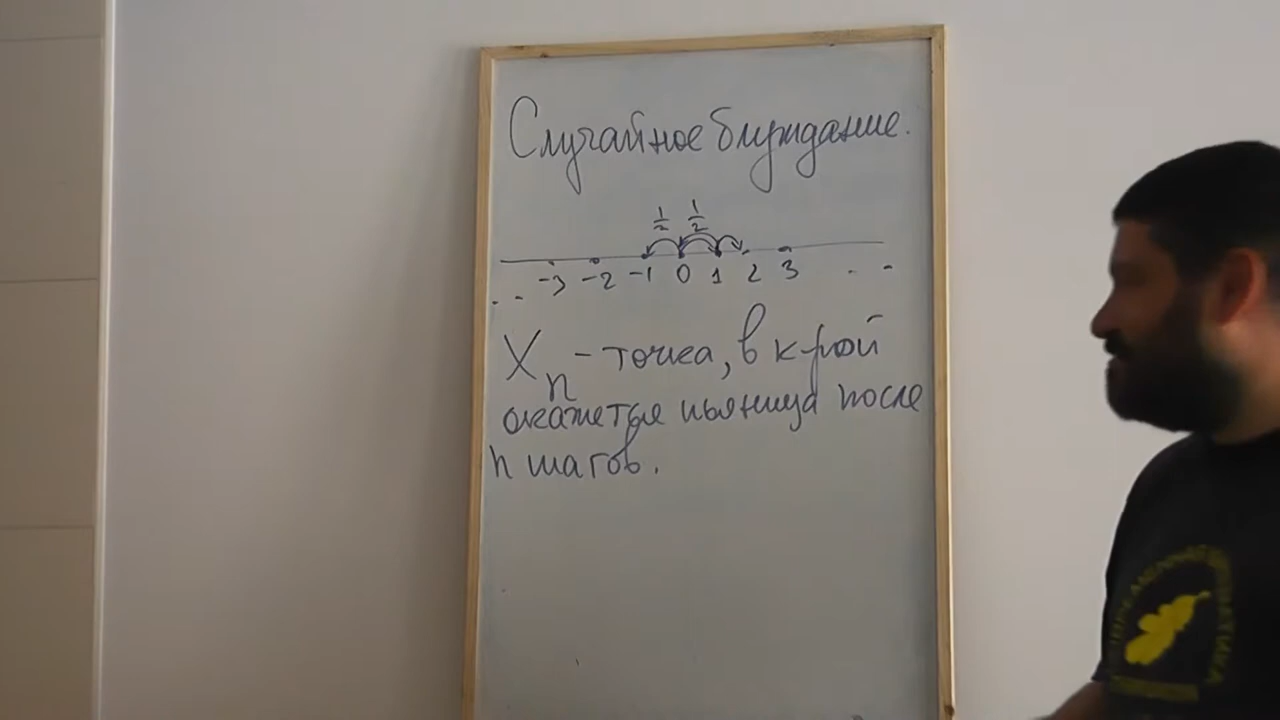 Случайное блуждание.
1/2 1/2
.. -3 -2 -1 0 1 2 3 ..
Xn - точка, в к-рой
окажется пьяница после
n шагов.